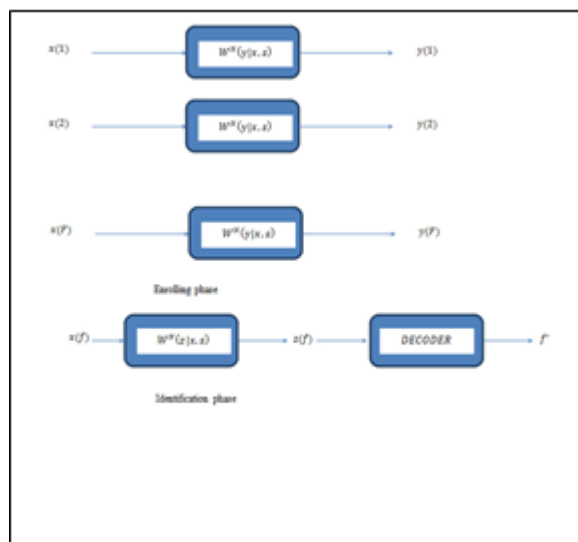 x(1) W^N(y|x,s) y(1)
x(2) W^N(y|x,s) y(2)
x(F) W^N(y|x,s) y(F)
Enrolling phase
x(f) W^N(z|x,s) z(f) DECODER f'
Identification phase